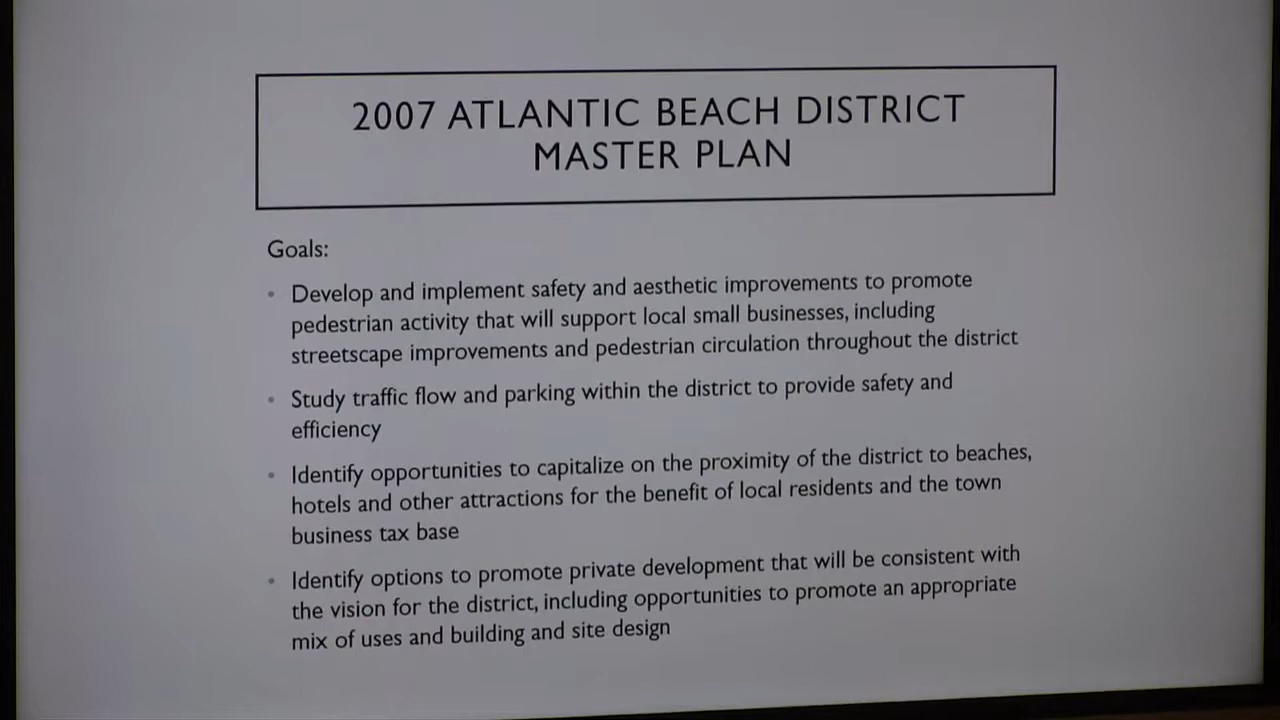 2007 ATLANTIC BEACH DISTRICT
MASTER PLAN
Goals:
• Develop and implement safety and aesthetic improvements to promote
pedestrian activity that will support local small businesses, including
streetscape improvements and pedestrian circulation throughout the district
• Study traffic flow and parking within the district to provide safety and
efficiency
• Identify opportunities to capitalize on the proximity of the district to beaches,
hotels and other attractions for the benefit of local residents and the town
business tax base
• Identify options to promote private development that will be consistent with
the vision for the district, including opportunities to promote an appropriate
mix of uses and building and site design